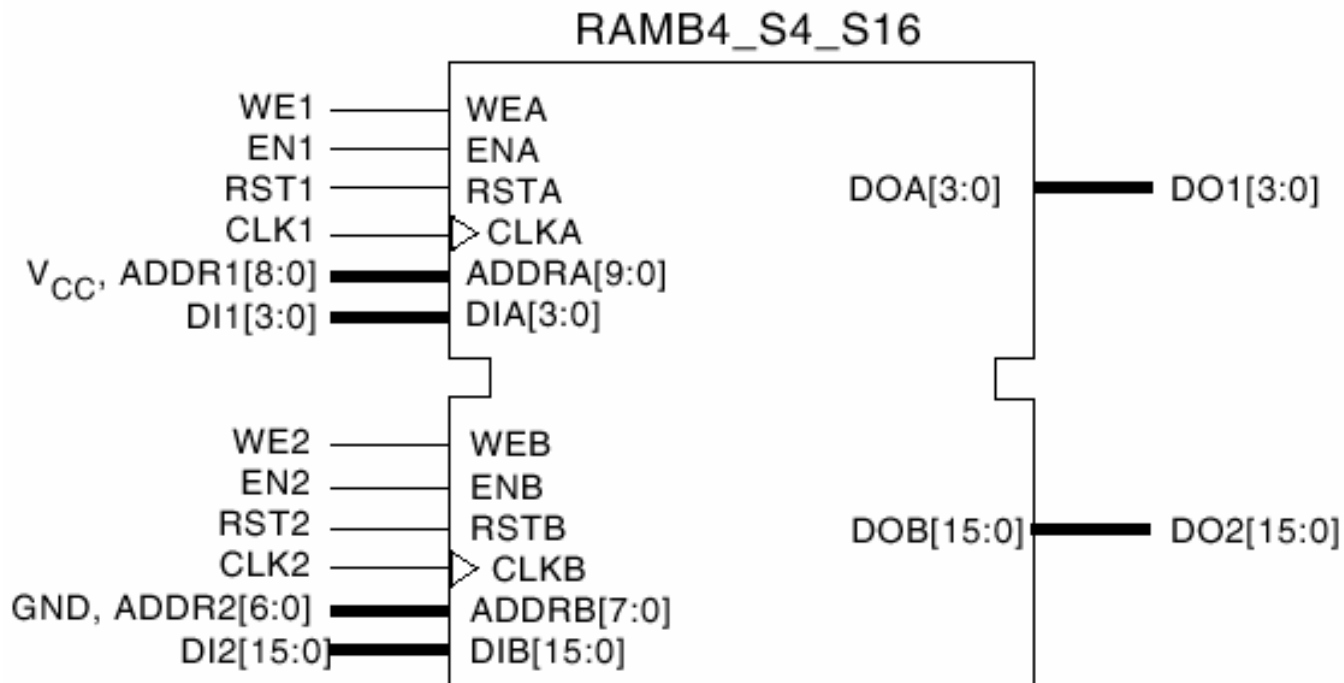 RAMB4_S4_S16
WE1 WEA
EN1 ENA
RST1 RSTA DOA[3:0] DO1[3:0]
CLK1 CLKA
VCC, ADDR1[8:0] ADDRA[9:0]
DI1[3:0] DIA[3:0]
WE2 WEB
EN2 ENB
RST2 RSTB DOB[15:0] DO2[15:0]
CLK2 CLKB
GND, ADDR2[6:0] ADDRB[7:0]
DI2[15:0] DIB[15:0]